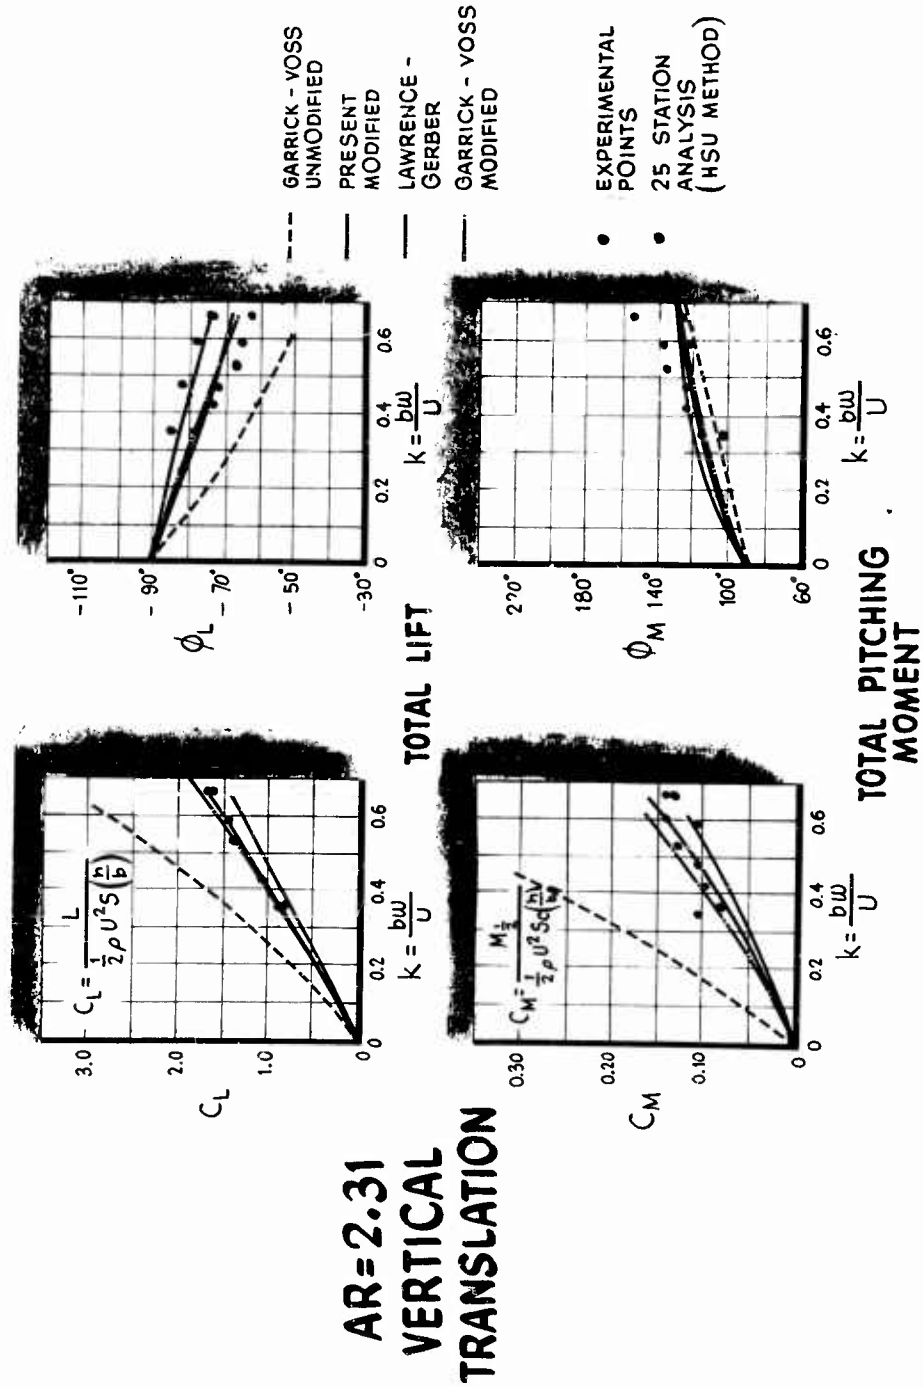 AR=2.31
VERTICAL
TRANSLATION
C_L
3.0
2.0
1.0
0
0.2
0.4
0.6
C_L = L / (1/2 ρ U² S (h/b))
k = bω/U
TOTAL LIFT
φ_L
-110°
-90°
-70°
-50°
-30°
0
0.2
0.4
0.6
k = bω/U
C_M
0.30
0.20
0.10
0
0
0.2
0.4
0.6
k = bω/U
TOTAL PITCHING
MOMENT
φ_M
270°
180°
140°
100°
60°
0
0.2
0.4
0.6
k = bω/U
GARRICK - VOSS
UNMODIFIED
PRESENT
MODIFIED
LAWRENCE -
GERBER
GARRICK - VOSS
MODIFIED
EXPERIMENTAL
POINTS
25 STATION
ANALYSIS
(HSU METHOD)